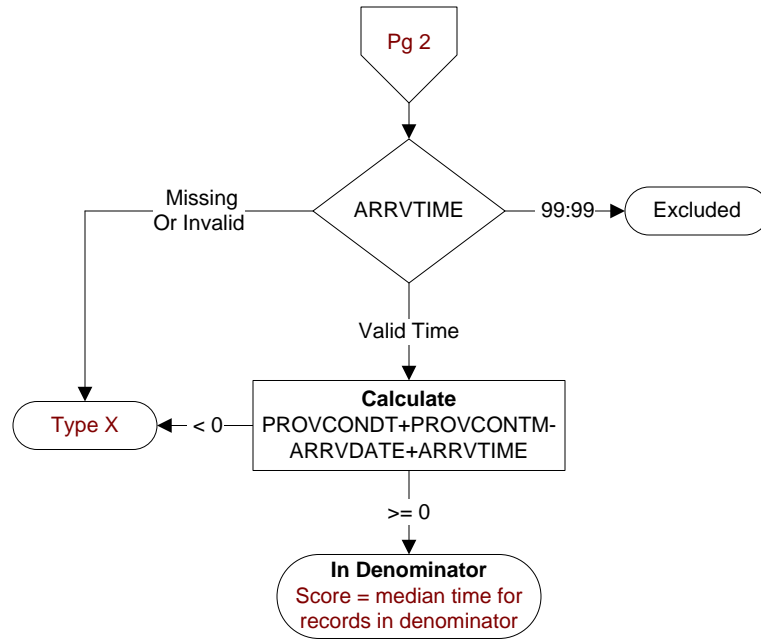 Pg 2
Missing
Or Invalid
ARRVTIME
99:99
Excluded
Valid Time
Calculate
PROVCONDT+PROVCONTM-
ARRVDATE+ARRVTIME
< 0
Type X
>= 0
In Denominator
Score = median time for
records in denominator